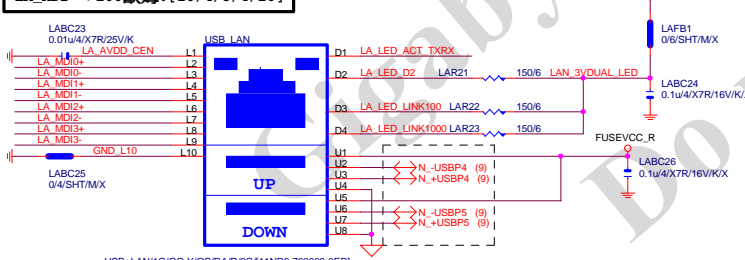 LABC23
0.01u/4/X7R/25V/K
USB_LAN
LAFB1
0/6/SHT/M/X
LA_AVDD_CEN L1 D1 LA_LED_ACT_TXRX
LA_MDI0+ L2
LA_MDI0- L3 D2 LA_LED_D2 LAR21 150/6 LAN_3VDUAL_LED
LA_MDI1+ L4
LA_MDI1- L5
LABC24
0.1u/4/X7R/16V/K/X
LA_MDI2+ L6 D3 LA_LED_LINK100 LAR22 150/6
LA_MDI2- L7
LA_MDI3+ L8 D4 LA_LED_LINK1000 LAR23 150/6
LA_MDI3- L9
GND_L10 L10
FUSEVCC_R
U1
U2 N_-USBP4 (9)
U3 N_+USBP4 (9)
U4
LABC25
0/4/SHT/M/X
UP
LABC26
0.1u/4/X7R/16V/K/X
U5
U6 N_-USBP5 (9)
U7 N_+USBP5 (9)
U8
DOWN
Gigaby
Do